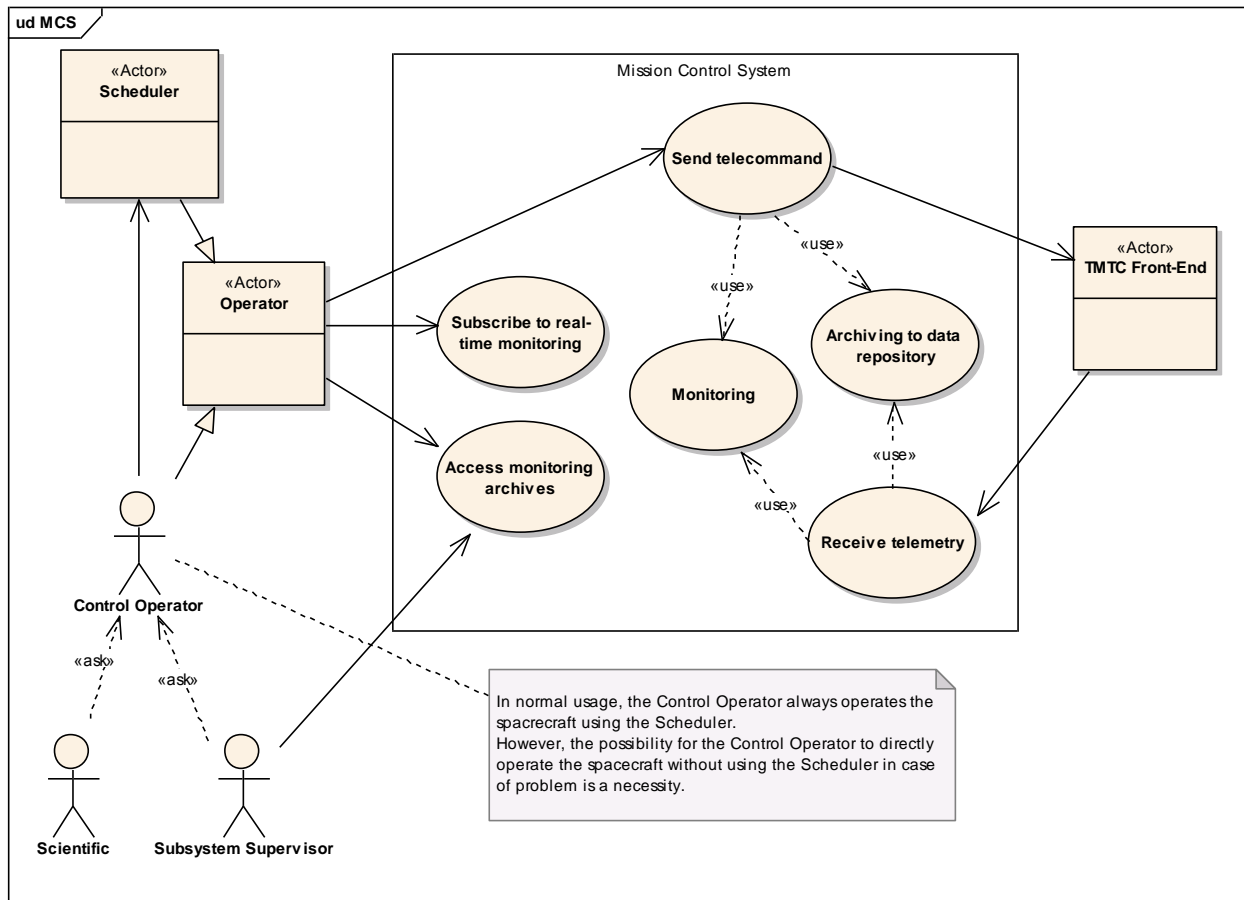 ud MCS
«Actor»
Scheduler
Mission Control System
Send telecommand
«Actor»
TMTC Front-End
«use»
«use»
«Actor»
Operator
Subscribe to real-
time monitoring
Archiving to data
repository
Monitoring
Access monitoring
archives
«use»
«use»
Receive telemetry
Control Operator
«ask»
«ask»
In normal usage, the Control Operator always operates the
spacrecraft using the Scheduler.
However, the possibility for the Control Operator to directly
operate the spacecraft without using the Scheduler in case
of problem is a necessity.
Scientific
Subsystem Supervisor